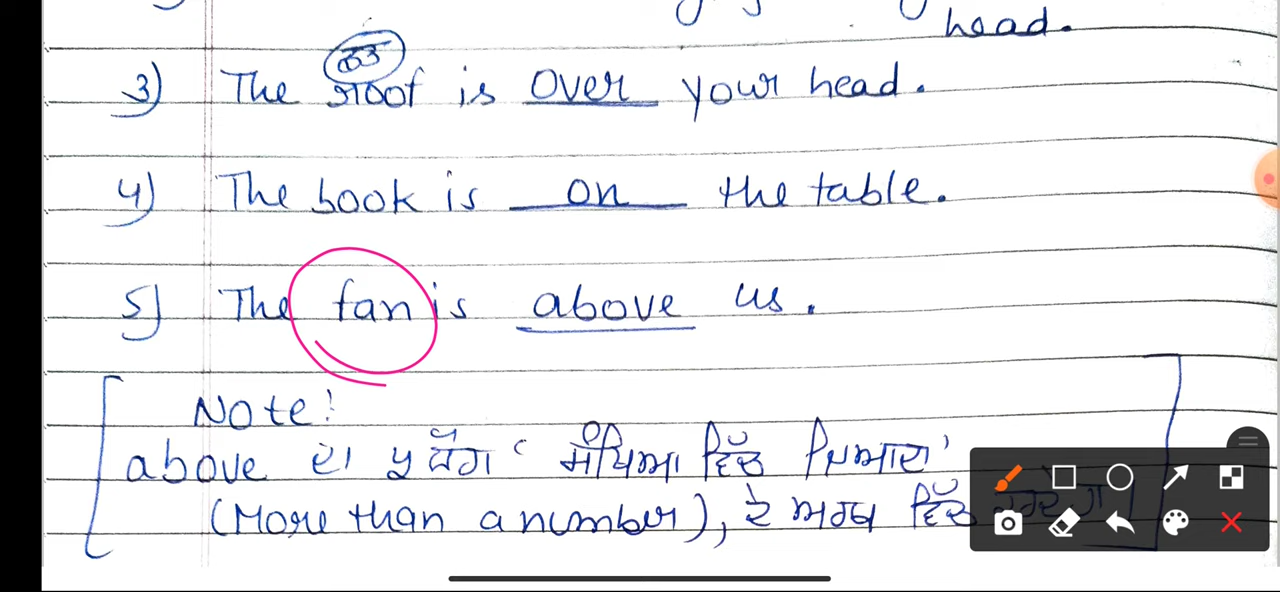 head.
3) The roof is over your head.
4) The book is on the table.
5) The fan is above us.
Note:
above ਦਾ ਪ੍ਰਯੋਗ ‘ ਸੰਖਿਆ ਵਿੱਚ ਜ਼ਿਆਦਾ’
(More than a number), ਦੇ ਅਰਥ ਵਿੱਚ